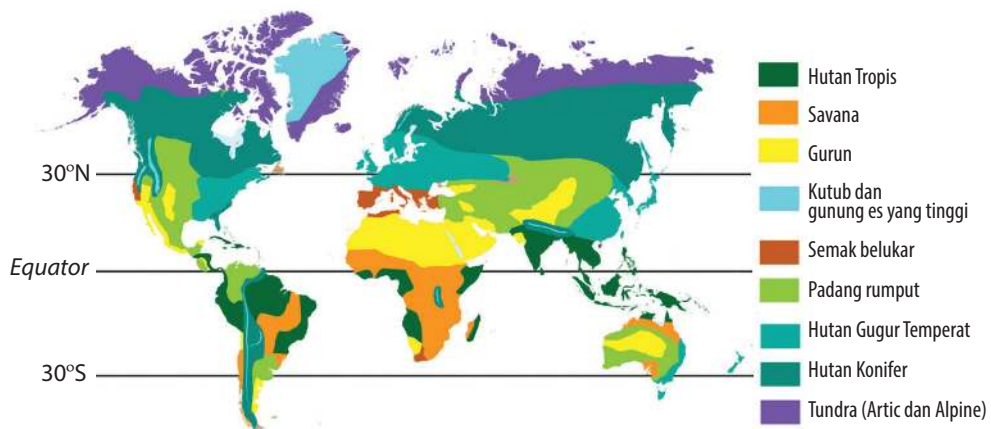 30°N
Equator
30°S
Hutan Tropis
Savana
Gurun
Kutub dan
gunung es yang tinggi
Semak belukar
Padang rumput
Hutan Gugur Temperat
Hutan Konifer
Tundra (Artic dan Alpine)